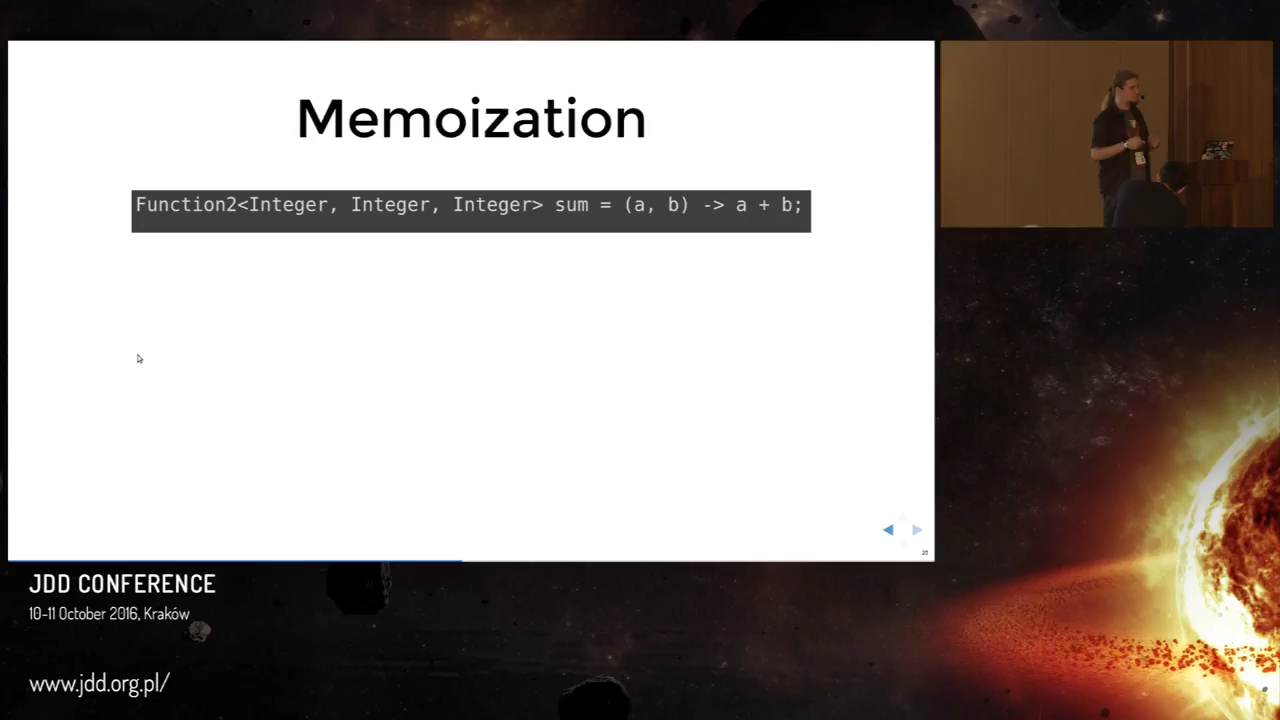 Memoization
Function2<Integer, Integer, Integer> sum = (a, b) -> a + b;
JDD CONFERENCE
10-11 October 2016, Kraków
www.jdd.org.pl/